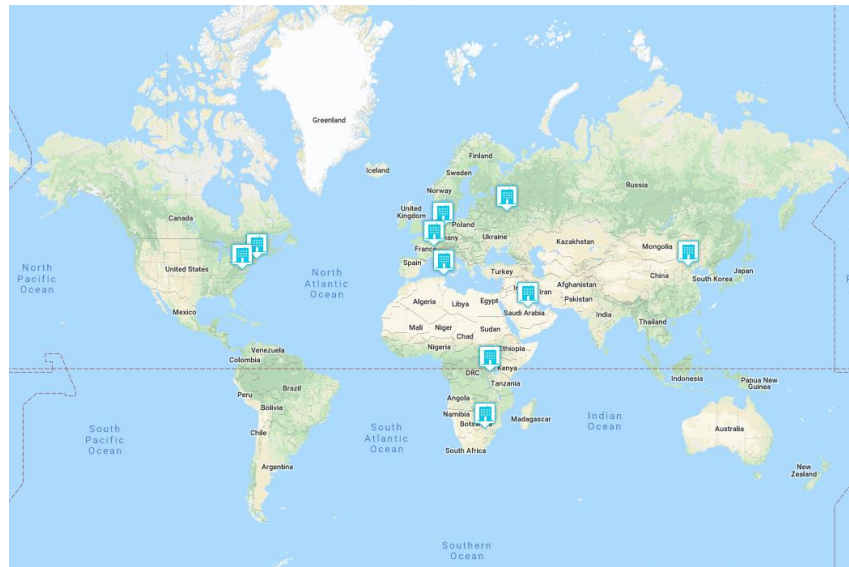 Greenland
Iceland
Finland
Sweden
Norway
Russia
United
Kingdom
Poland
Canada
Ukraine
Kazakhstan
Mongolia
France
Spain
North
Pacific
Ocean
United States
North
Atlantic
Ocean
Turkey
Afghanistan
China
South Korea
Japan
Iran
Pakistan
Algeria
Libya
Egypt
Saudi Arabia
India
Mexico
Mali
Niger
Chad
Sudan
Thailand
Nigeria
Ethiopia
Venezuela
Colombia
DRC
Kenya
Tanzania
Indonesia
Papua New
Guinea
Peru
Brazil
Angola
Bolivia
Namibia
Madagascar
Indian
Ocean
South
Pacific
Ocean
South
Atlantic
Ocean
Chile
Australia
South Africa
Argentina
New
Zealand
Southern
Ocean